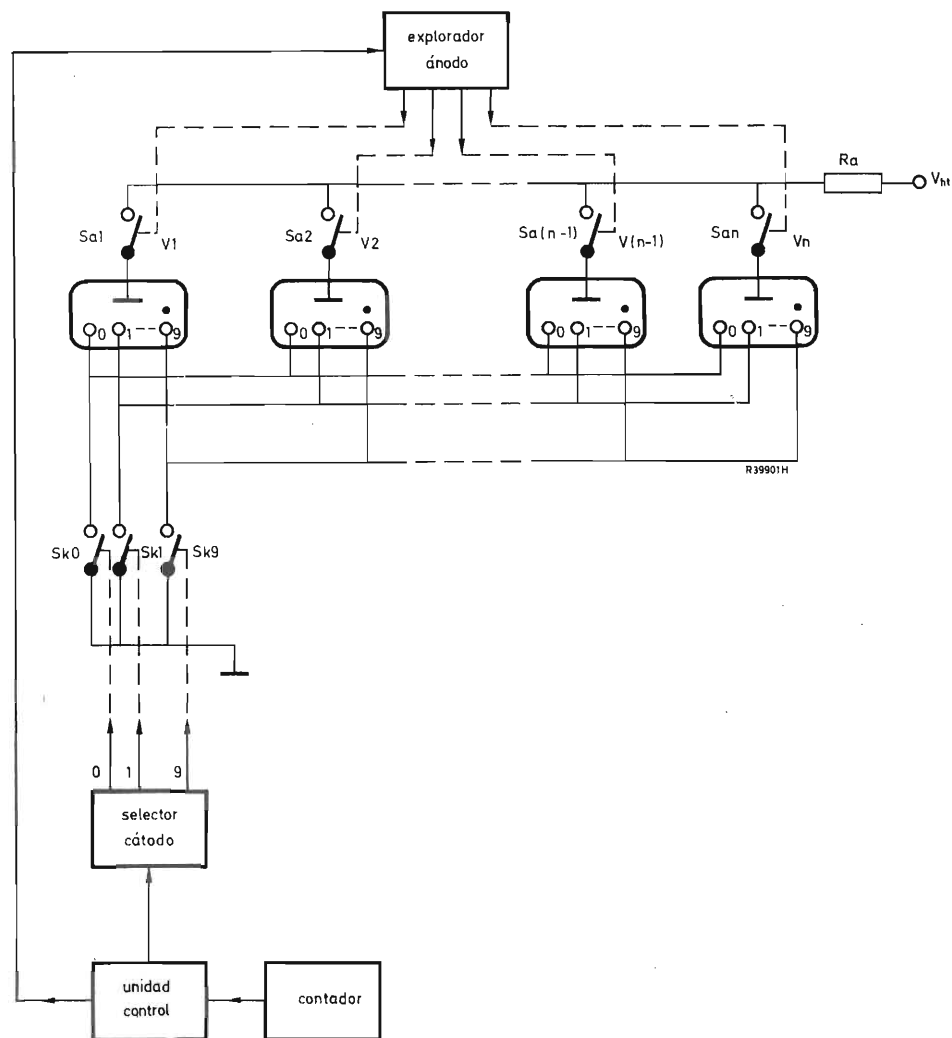 explorador
ánodo
Ra
Vht
Sa1
V1
Sa2
V2
Sa(n-1)
V(n-1)
San
Vn
0 1 9
0 1 9
0 1 9
0 1 9
R39901H
Sk0
Sk1
Sk9
0 1 9
selector
cátodo
unidad
control
contador